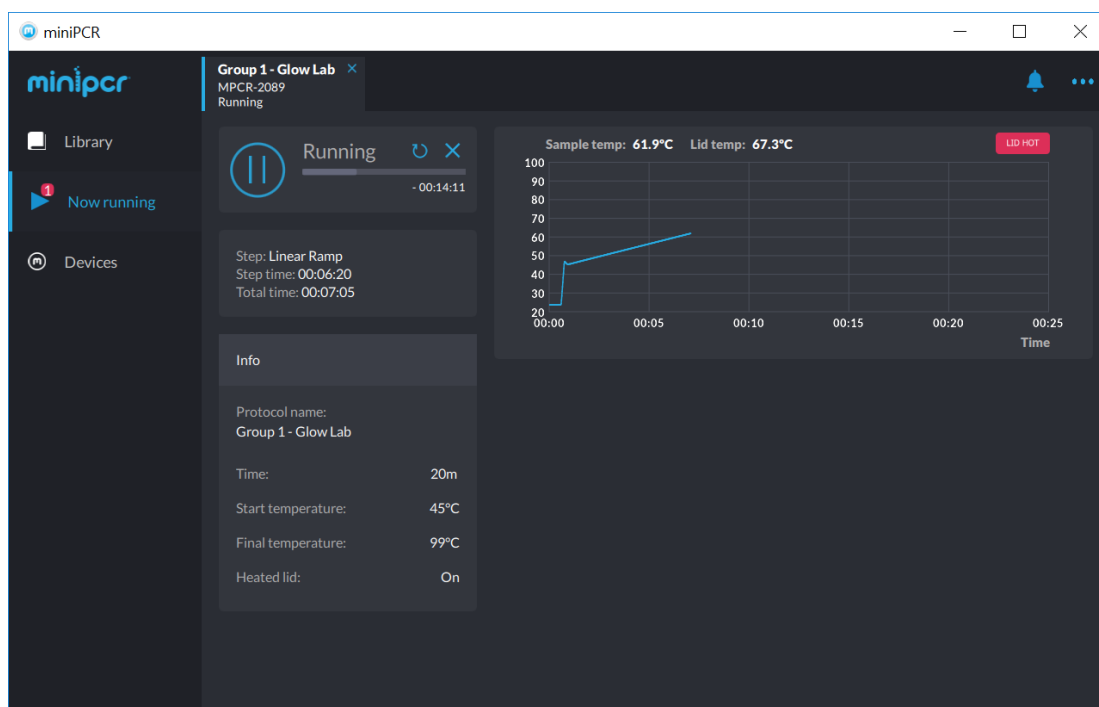 miniPCR
minipcr
Library
1
Now running
Devices
Group 1 - Glow Lab
MPCR-2089
Running
Running
- 00:14:11
Step: Linear Ramp
Step time: 00:06:20
Total time: 00:07:05
Info
Protocol name:
Group 1 - Glow Lab
Time: 20m
Start temperature: 45°C
Final temperature: 99°C
Heated lid: On
Sample temp: 61.9°C Lid temp: 67.3°C
LID HOT
100
90
80
70
60
50
40
30
20
00:00 00:05 00:10 00:15 00:20 00:25
Time